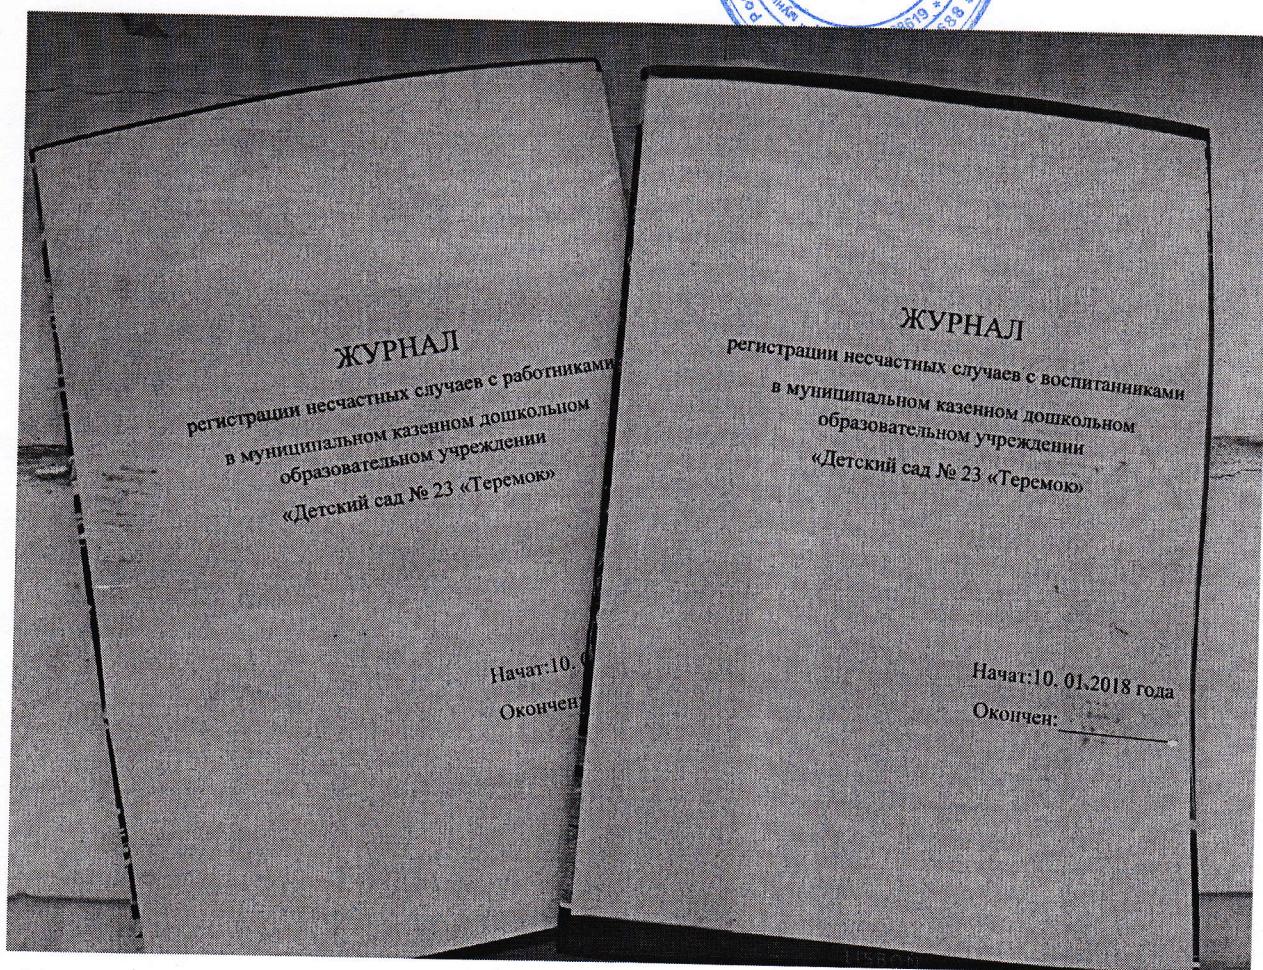 ЖУРНАЛ
регистрации несчастных случаев с работниками
в муниципальном казенном дошкольном
образовательном учреждении
«Детский сад № 23 «Теремок»
Начат:10.
Окончен:
ЖУРНАЛ
регистрации несчастных случаев с воспитанниками
в муниципальном казенном дошкольном
образовательном учреждении
«Детский сад № 23 «Теремок»
Начат:10. 01.2018 года
Окончен: